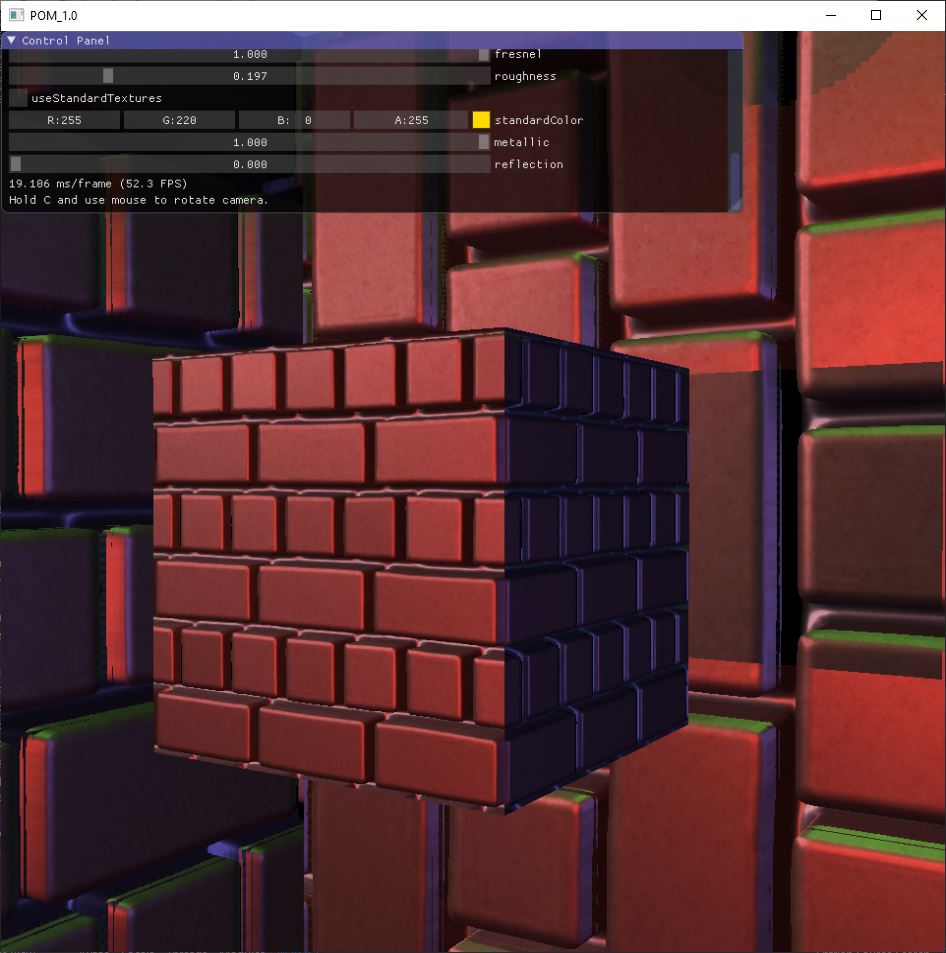 POM_1.0
Control Panel
1.000 fresnel
0.197 roughness
useStandardTextures
R:255 G:220 B: 0 A:255 standardColor
1.000 metallic
0.000 reflection
19.106 ms/frame (52.3 FPS)
Hold C and use mouse to rotate camera.